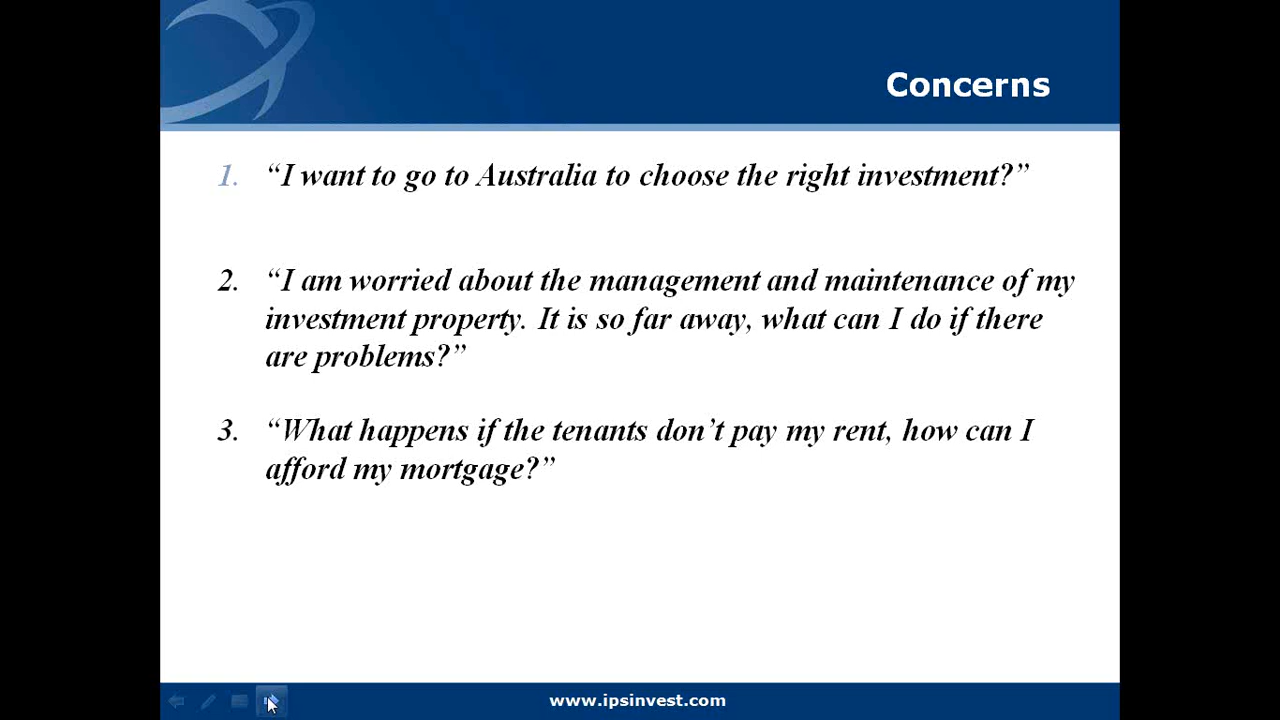 Concerns
1. “I want to go to Australia to choose the right investment?”
2. “I am worried about the management and maintenance of my
investment property. It is so far away, what can I do if there
are problems?”
3. “What happens if the tenants don’t pay my rent, how can I
afford my mortgage?”
www.ipsinvest.com